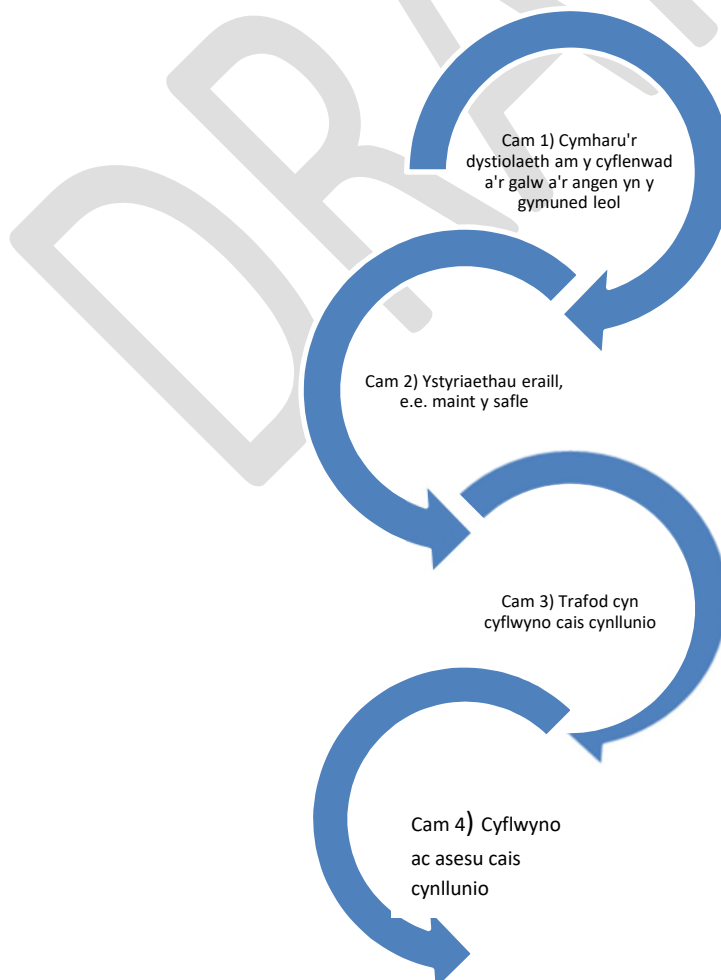 Cam 1) Cymharu'r
dystiolaeth am y cyflenwad
a'r galw a'r angen yn y
gymuned leol
Cam 2) Ystyriaethau eraill,
e.e. maint y safle
Cam 3) Trafod cyn
cyflwyno cais cynllunio
Cam 4) Cyflwyno
ac asesu cais
cynllunio